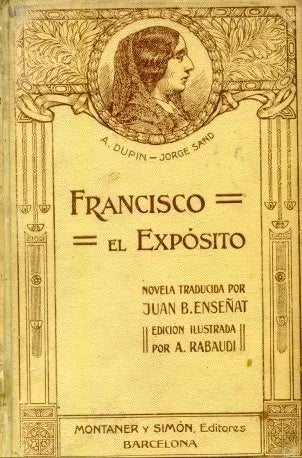 A. DUPIN – JORGE SAND
FRANCISCO
EL EXPÓSITO
NOVELA TRADUCIDA POR
JUAN B. ENSEÑAT
EDICION ILUSTRADA
POR A. RABAUDI
MONTANER Y SIMÓN, Editores
BARCELONA